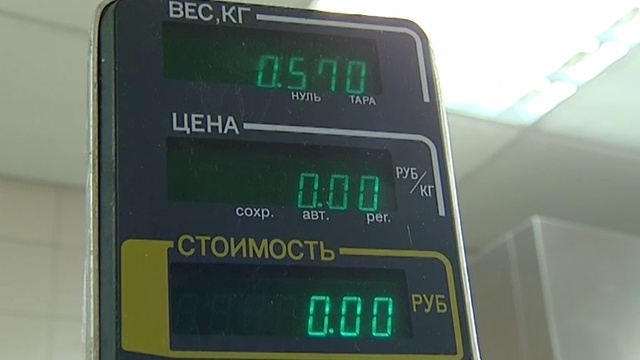 ВЕС,КГ
0.570
НУЛЬ ТАРА
ЦЕНА
0.00 РУБ/КГ
сохр. авт. рег.
СТОИМОСТЬ
0.00 РУБ